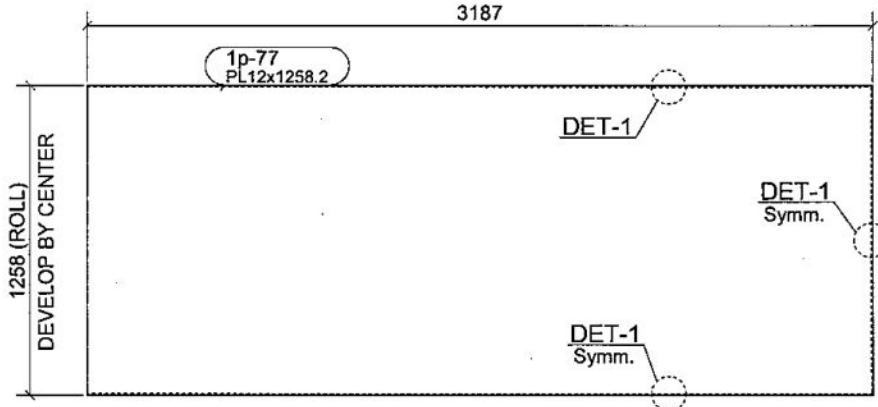 3187
1p-77
PL12x1258.2
DET-1
DET-1
Symm.
1258 (ROLL)
DEVELOP BY CENTER
DET-1
Symm.